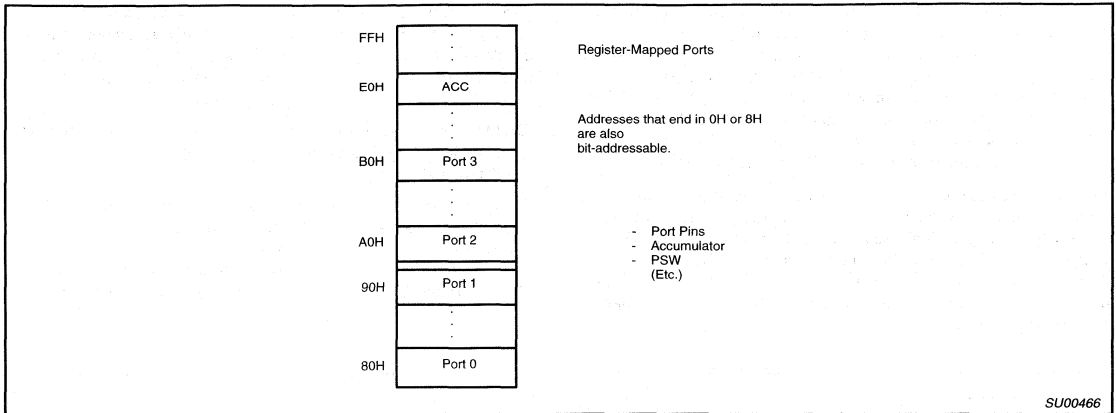 FFH
Register-Mapped Ports
E0H ACC
Addresses that end in 0H or 8H
are also
bit-addressable.
B0H Port 3
A0H Port 2
- Port Pins
- Accumulator
- PSW
(Etc.)
90H Port 1
80H Port 0
SU00466